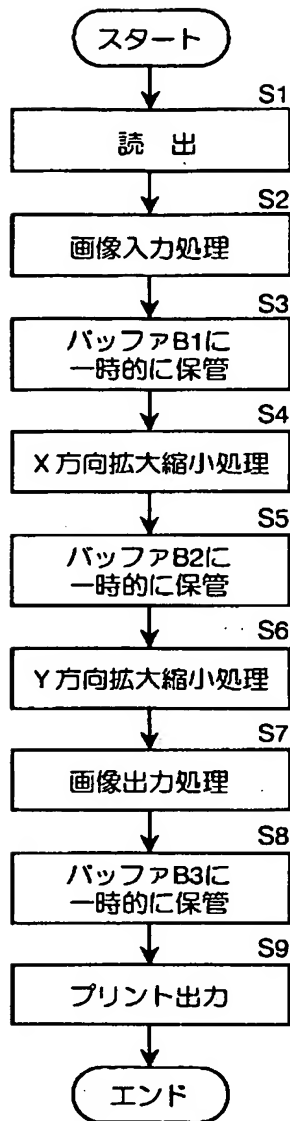 スタート
S1
読 出
S2
画像入力処理
S3
バッファB1に
一時的に保管
S4
X方向拡大縮小処理
S5
バッファB2に
一時的に保管
S6
Y方向拡大縮小処理
S7
画像出力処理
S8
バッファB3に
一時的に保管
S9
プリント出力
エンド